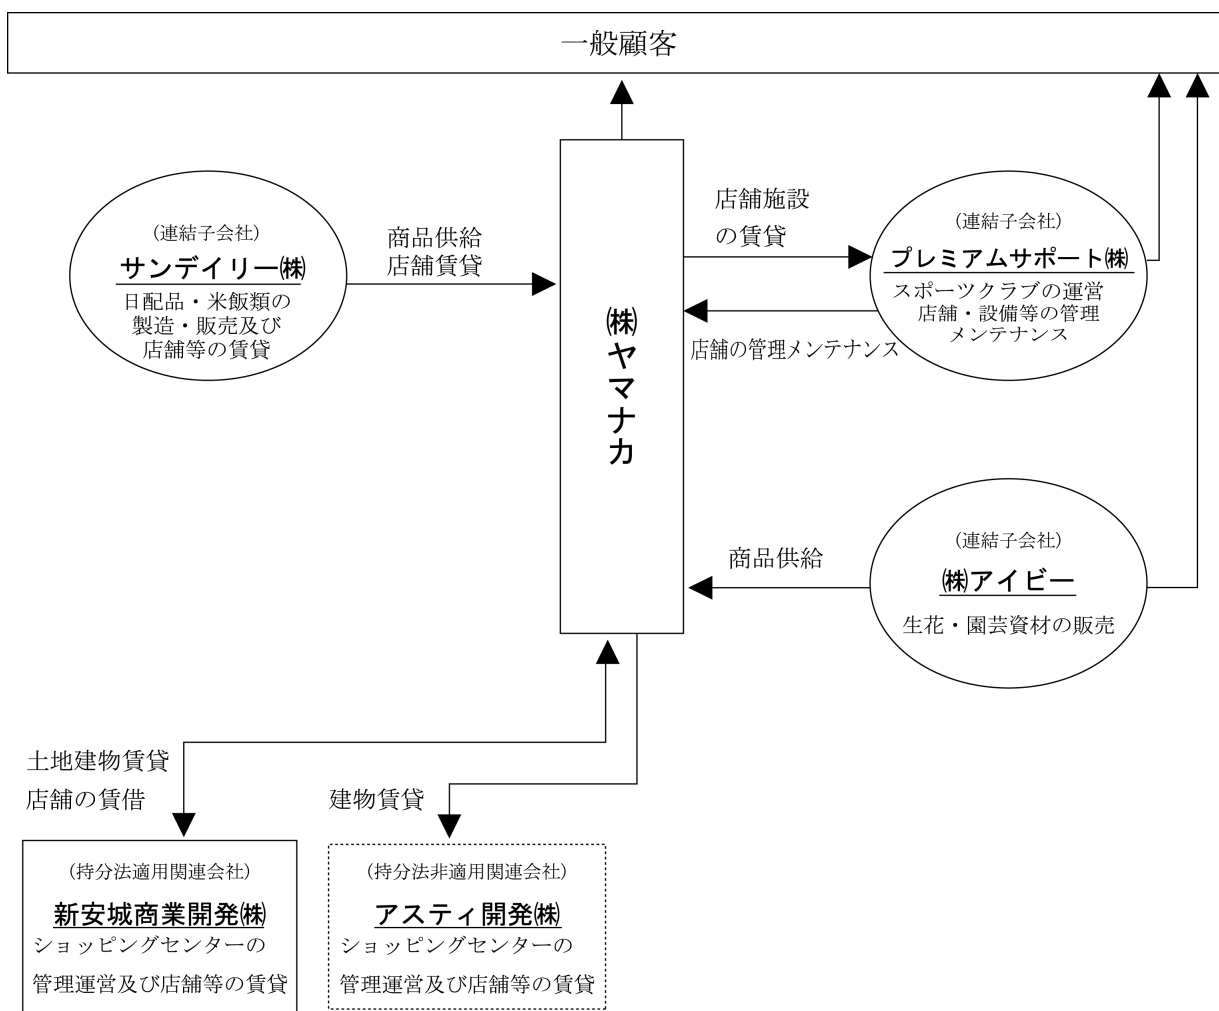 一般顧客
(連結子会社)
サンデイリー㈱
日配品・米飯類の
製造・販売及び
店舗等の賃貸
商品供給
店舗賃貸
㈱ヤマナカ
店舗施設
の賃貸
店舗の管理メンテナンス
(連結子会社)
プレミアムサポート㈱
スポーツクラブの運営
店舗・設備等の管理
メンテナンス
商品供給
(連結子会社)
㈱アイビー
生花・園芸資材の販売
土地建物賃貸
店舗の賃借
建物賃貸
(持分法適用関連会社)
新安城商業開発㈱
ショッピングセンターの
管理運営及び店舗等の賃貸
(持分法非適用関連会社)
アスティ開発㈱
ショッピングセンターの
管理運営及び店舗等の賃貸